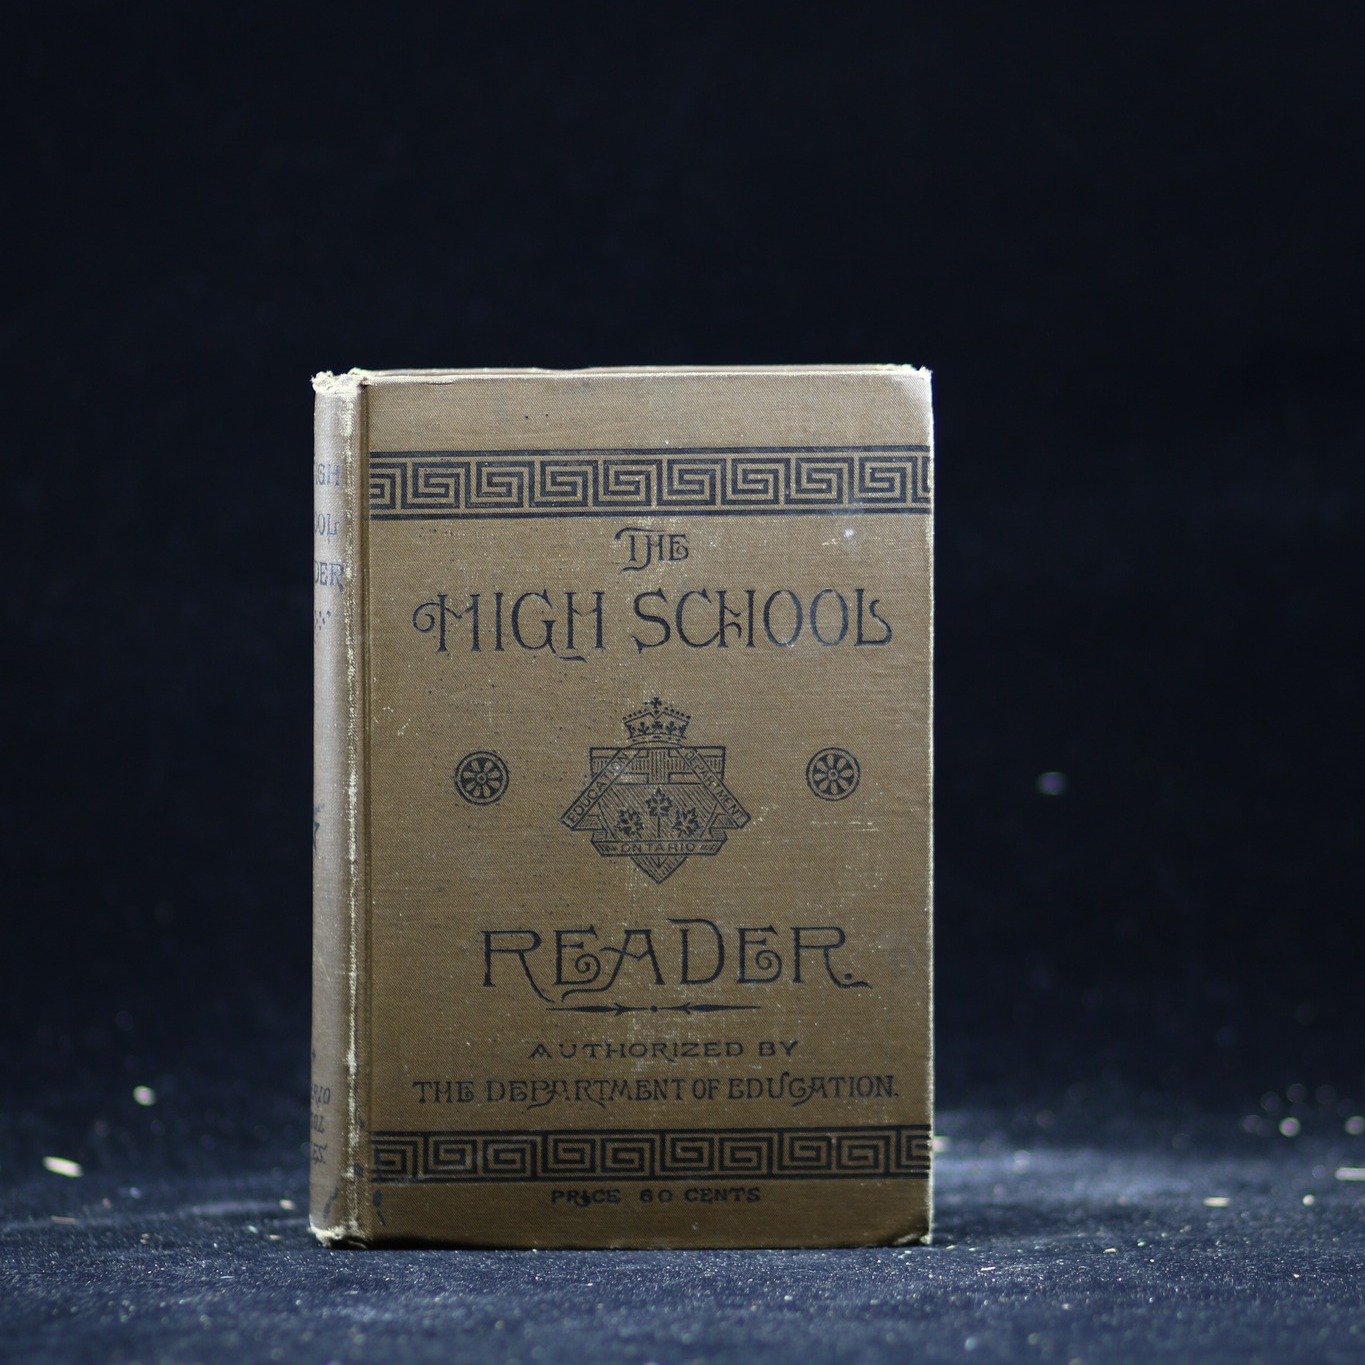 THE
HIGH SCHOOL
EDUCATION DEPARTMENT
ONTARIO
READER.
AUTHORIZED BY
THE DEPARTMENT OF EDUCATION.
PRICE 60 CENTS